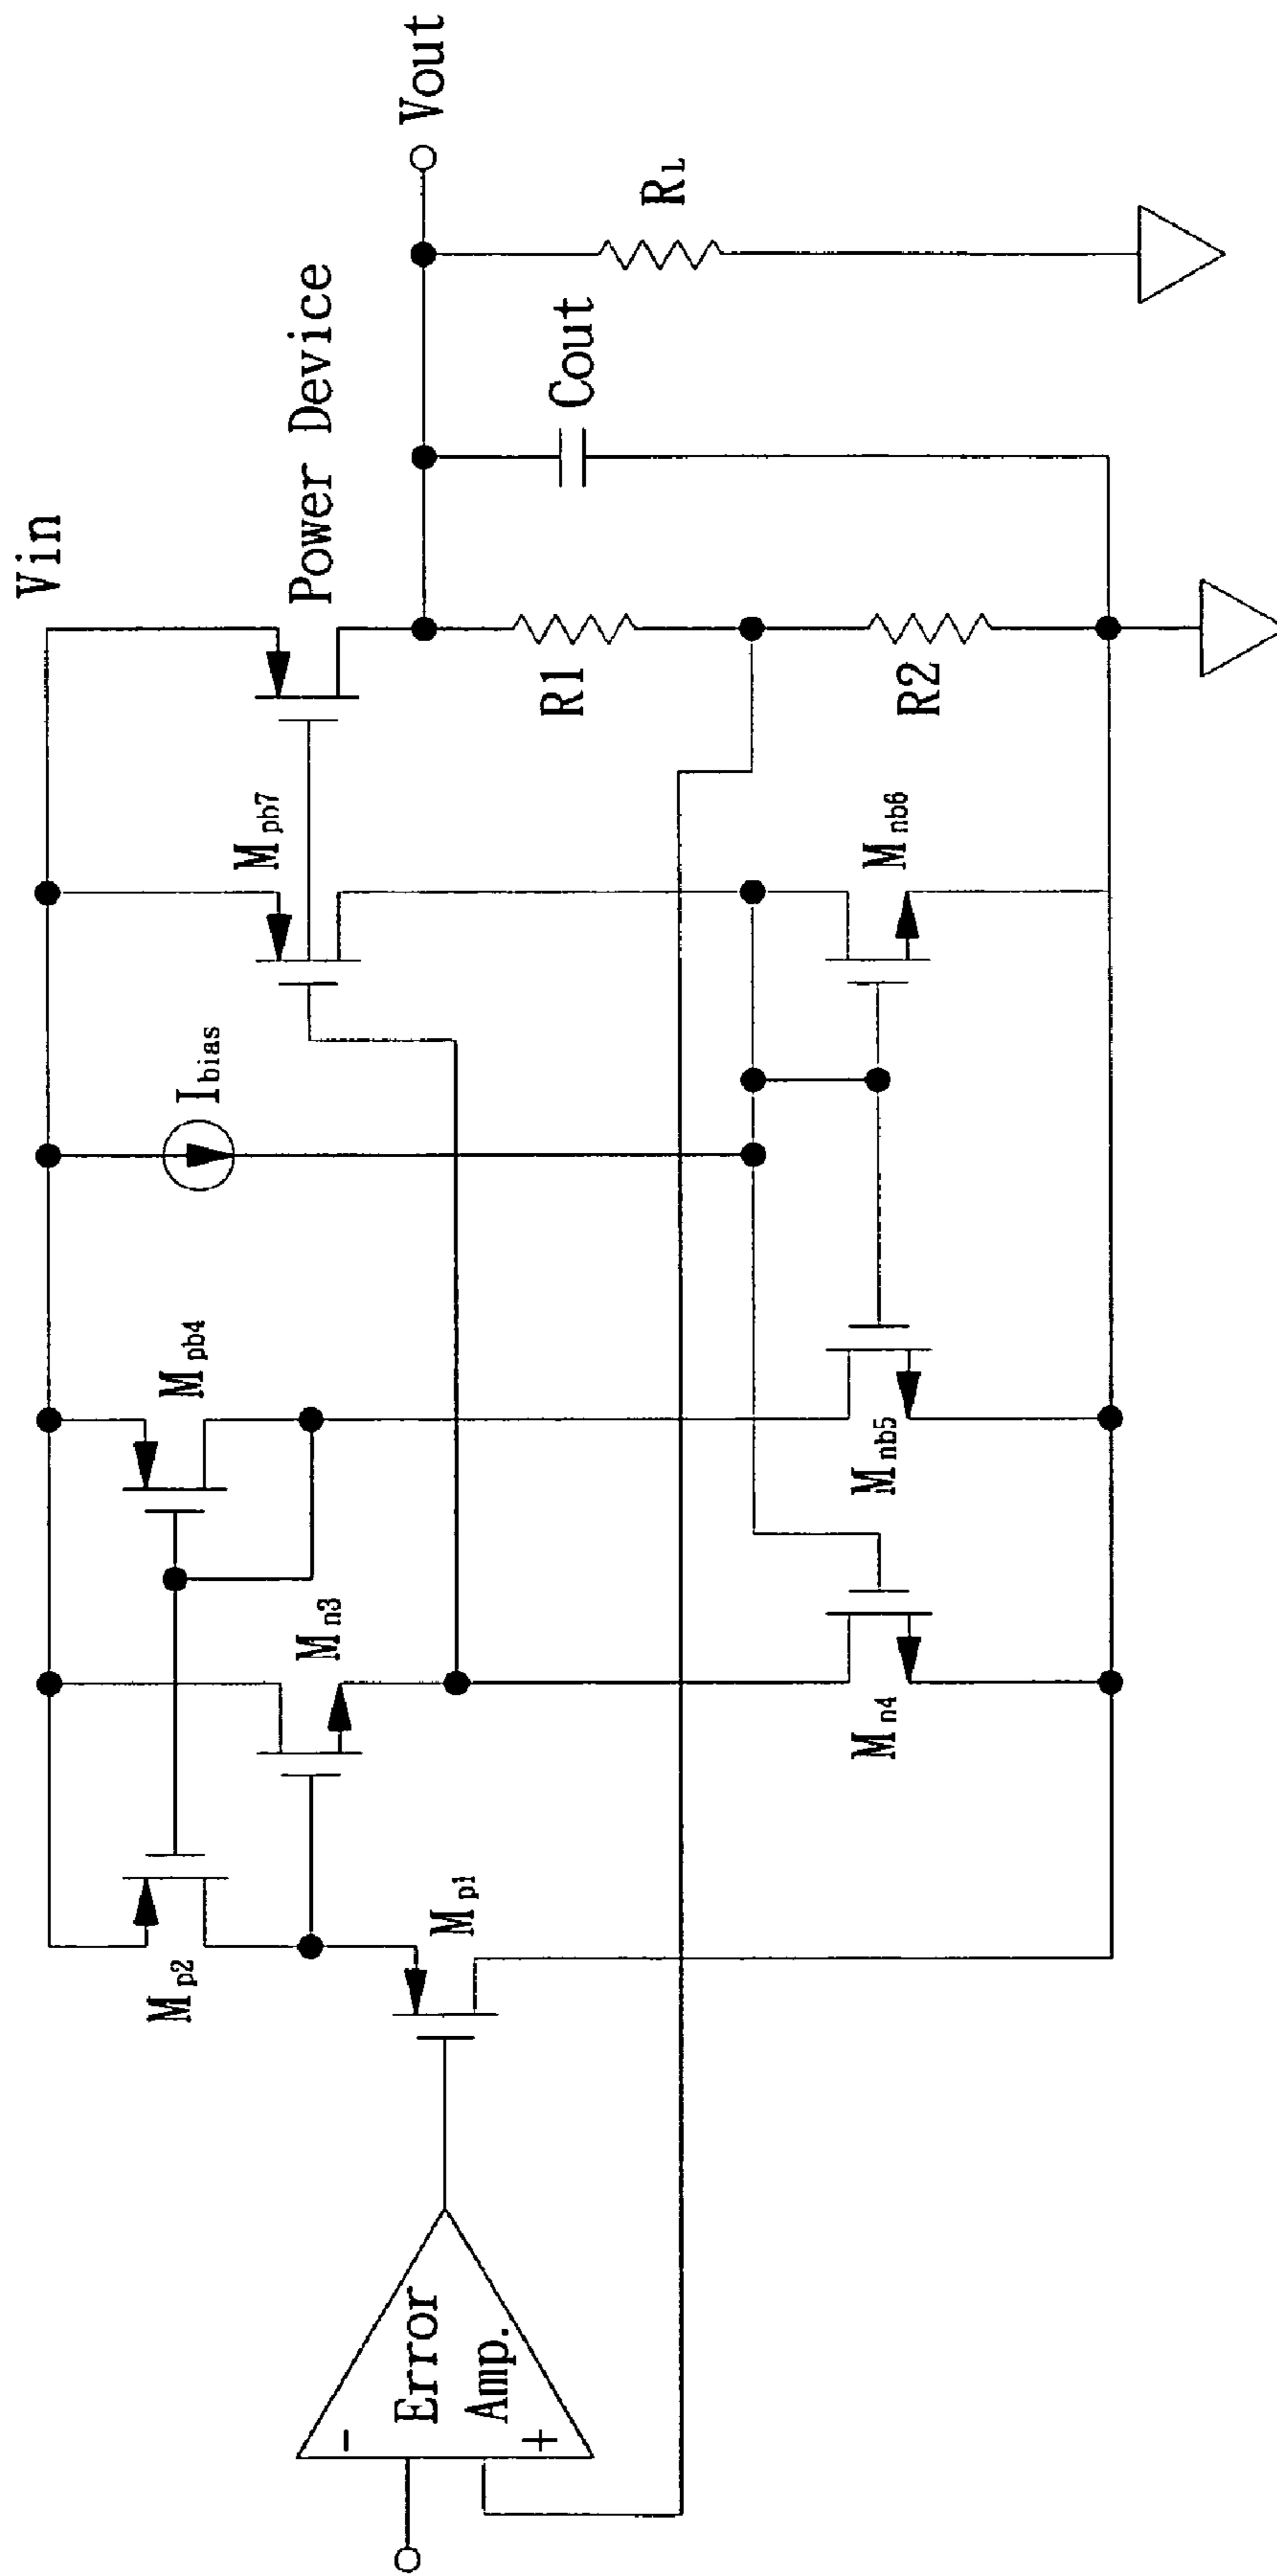 Vin
Vout
Power Device
Mpb7
Ibias
Mpb4
Mp2
Mn3
Mp1
Error
Amp.
-
+
R1
R2
Cout
RL
Mnb6
Mnb5
Mn4